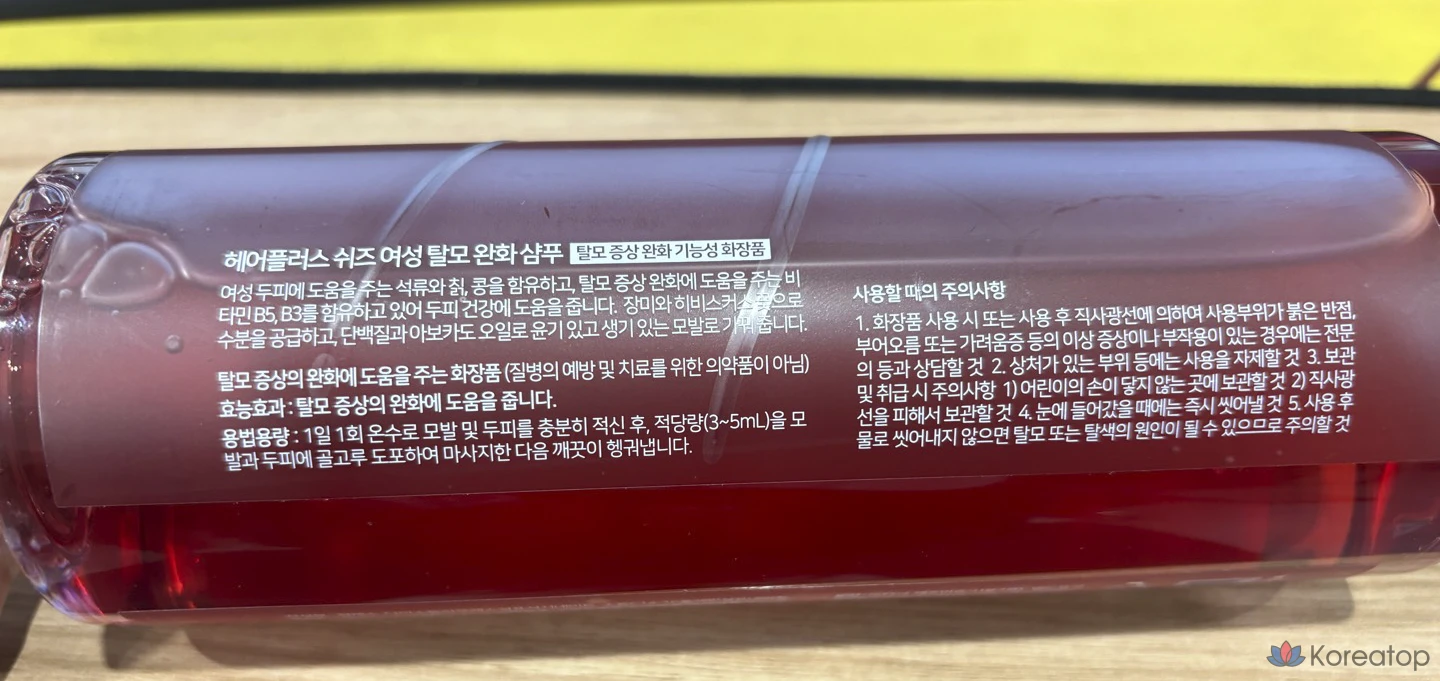 헤어플러스 쉬즈 여성 탈모 완화 샴푸 탈모 증상 완화 기능성 화장품
여성 두피에 도움을 주는 석류와 칡, 콩을 함유하고, 탈모 증상 완화에 도움을 주는 비
타민 B5, B3를 함유하고 있어 두피 건강에 도움을 줍니다. 장미와 히비스커스 으로
수분을 공급하고, 단백질과 아보카도 오일로 윤기 있고 생기 있는 모발로 가꿔 줍니다.
탈모 증상의 완화에 도움을 주는 화장품 (질병의 예방 및 치료를 위한 의약품이 아님)
효능효과 : 탈모 증상의 완화에 도움을 줍니다.
용법용량 : 1일 1회 온수로 모발 및 두피를 충분히 적신 후, 적당량(3~5mL)을 모
발과 두피에 골고루 도포하여 마사지한 다음 깨끗이 헹궈냅니다.
사용할 때의 주의사항
1. 화장품 사용 시 또는 사용 후 직사광선에 의하여 사용부위가 붉은 반점,
부어오름 또는 가려움증 등의 이상 증상이나 부작용이 있는 경우에는 전문
의 등과 상담할 것 2. 상처가 있는 부위 등에는 사용을 자제할 것 3. 보관
및 취급 시 주의사항 1) 어린이의 손이 닿지 않는 곳에 보관할 것 2) 직사광
선을 피해서 보관할 것 4. 눈에 들어갔을 때에는 즉시 씻어낼 것 5. 사용 후
물로 씻어내지 않으면 탈모 또는 탈색의 원인이 될 수 있으므로 주의할 것
Koreatop